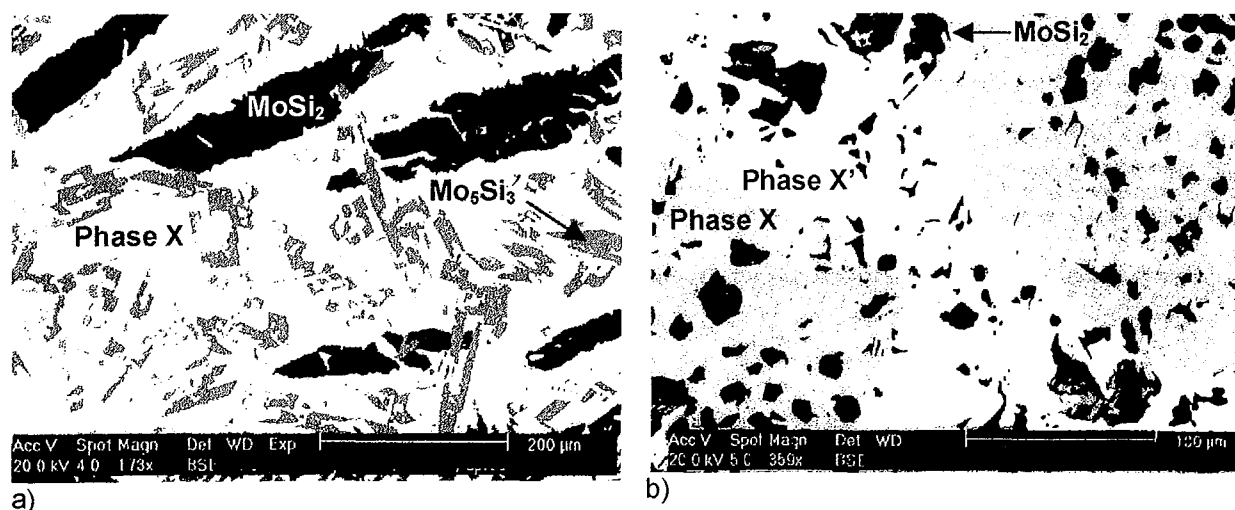 MoSi₂
Mo₅Si₃
Phase X
Acc V Spot Magn Det WD Exp
20.0 kV 4.0 173x BSE
200 µm
a)
MoSi₂
Phase X'
Phase X
Acc V Spot Magn Det WD
20.0 kV 5.0 359x BSE
100 µm
b)